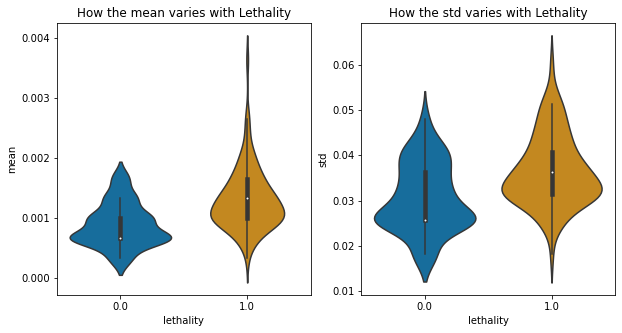 How the mean varies with Lethality
mean
0.004
0.003
0.002
0.001
0.000
0.0
1.0
lethality
How the std varies with Lethality
std
0.06
0.05
0.04
0.03
0.02
0.01
0.0
1.0
lethality